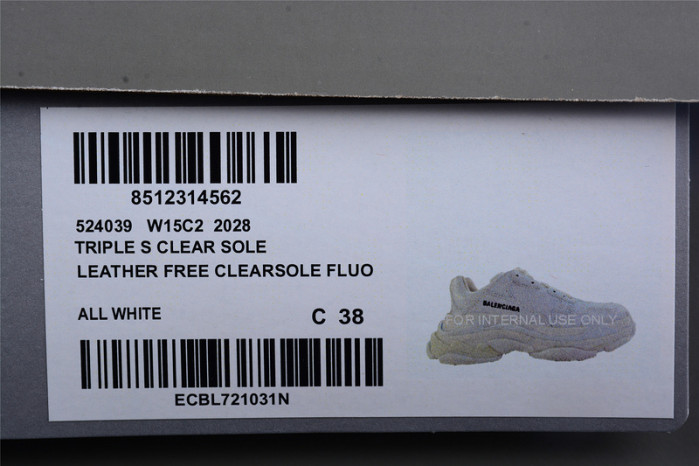 8512314562
524039 W15C2 2028
TRIPLE S CLEAR SOLE
LEATHER FREE CLEARSOLE FLUO
ALL WHITE C 38
BALENCIAGA
FOR INTERNAL USE ONLY
ECBL721031N